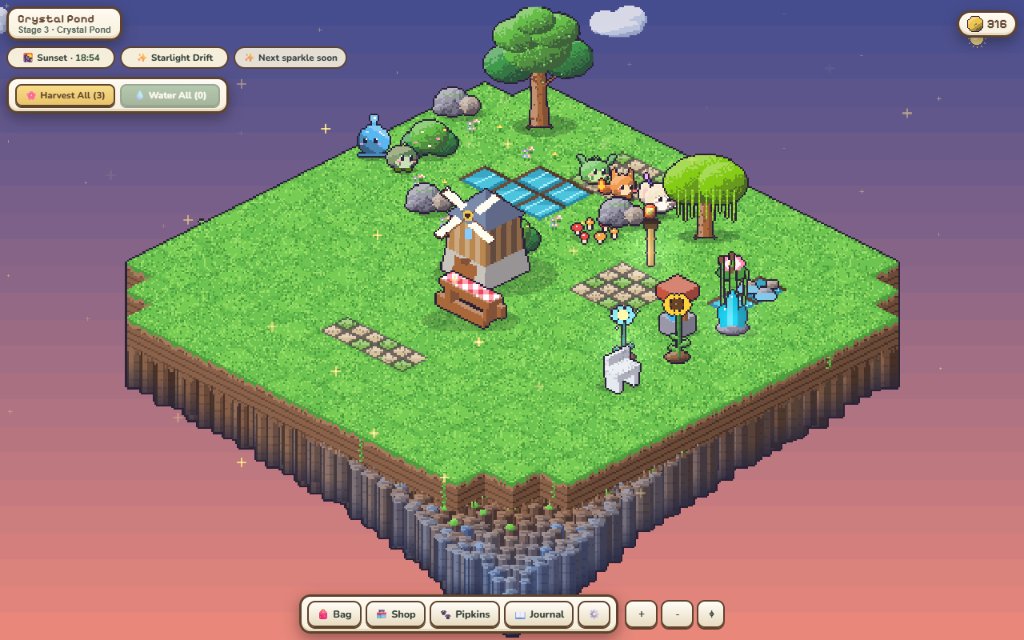 Crystal Pond
Stage 3 · Crystal Pond
316
Sunset · 18:54
Starlight Drift
Next sparkle soon
Harvest All (3)
Water All (0)
Bag
Shop
Pipkins
Journal
+
-